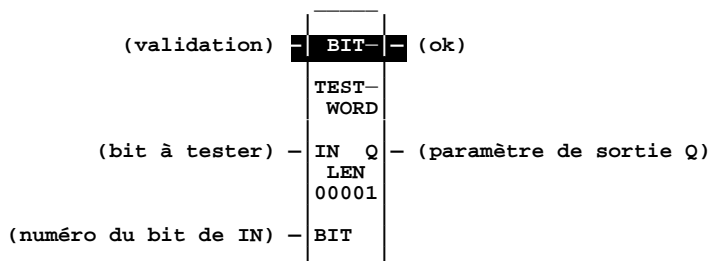 (validation) BIT— (ok)
TEST—
WORD
(bit à tester) IN Q (paramètre de sortie Q)
LEN
00001
(numéro du bit de IN) BIT